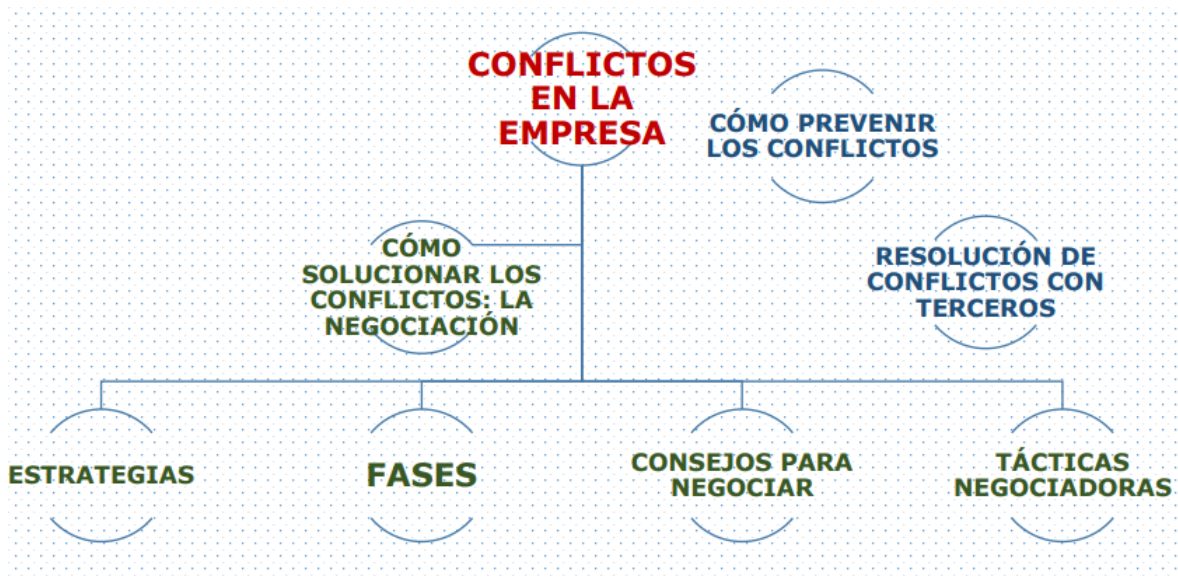 CONFLICTOS
EN LA
EMPRESA
CÓMO PREVENIR
LOS CONFLICTOS
CÓMO
SOLUCIONAR LOS
CONFLICTOS: LA
NEGOCIACIÓN
RESOLUCIÓN DE
CONFLICTOS CON
TERCEROS
ESTRATEGIAS
FASES
CONSEJOS PARA
NEGOCIAR
TÁCTICAS
NEGOCIADORAS